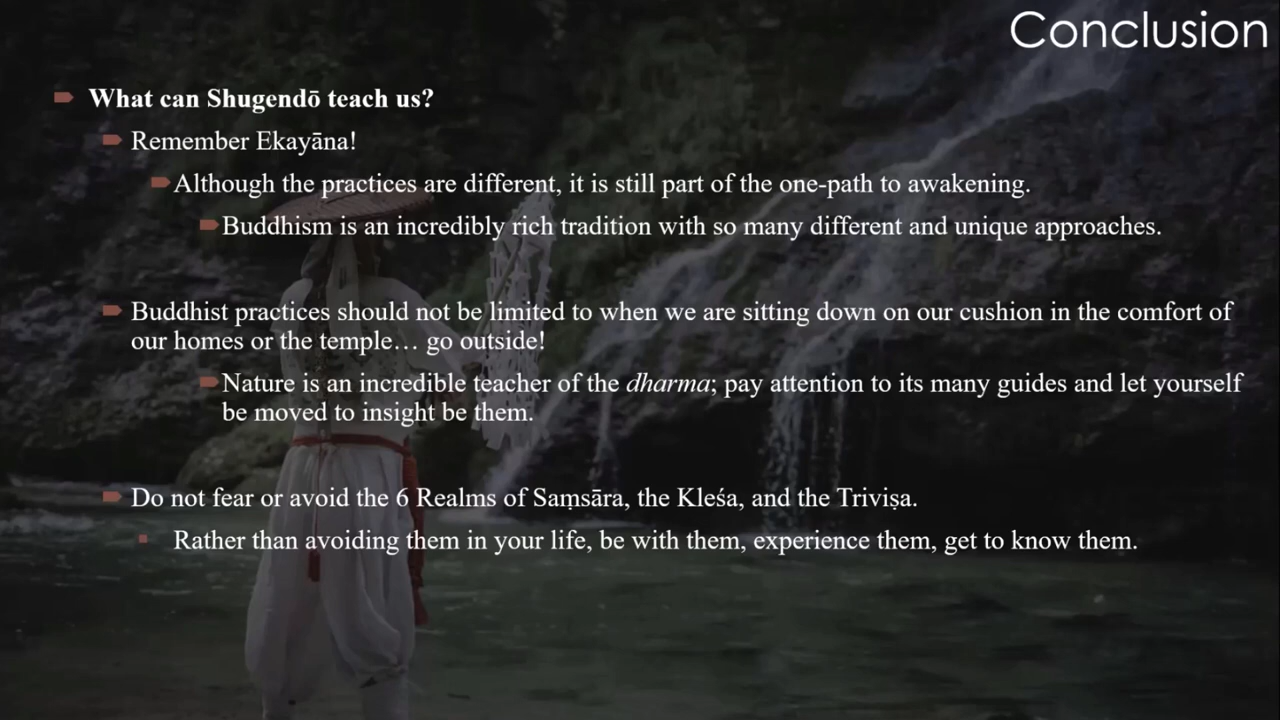 Conclusion
What can Shugendō teach us?
Remember Ekayāna!
Although the practices are different, it is still part of the one-path to awakening.
Buddhism is an incredibly rich tradition with so many different and unique approaches.
Buddhist practices should not be limited to when we are sitting down on our cushion in the comfort of
our homes or the temple… go outside!
Nature is an incredible teacher of the dharma; pay attention to its many guides and let yourself
be moved to insight be them.
Do not fear or avoid the 6 Realms of Saṃsāra, the Kleśa, and the Triviṣa.
Rather than avoiding them in your life, be with them, experience them, get to know them.